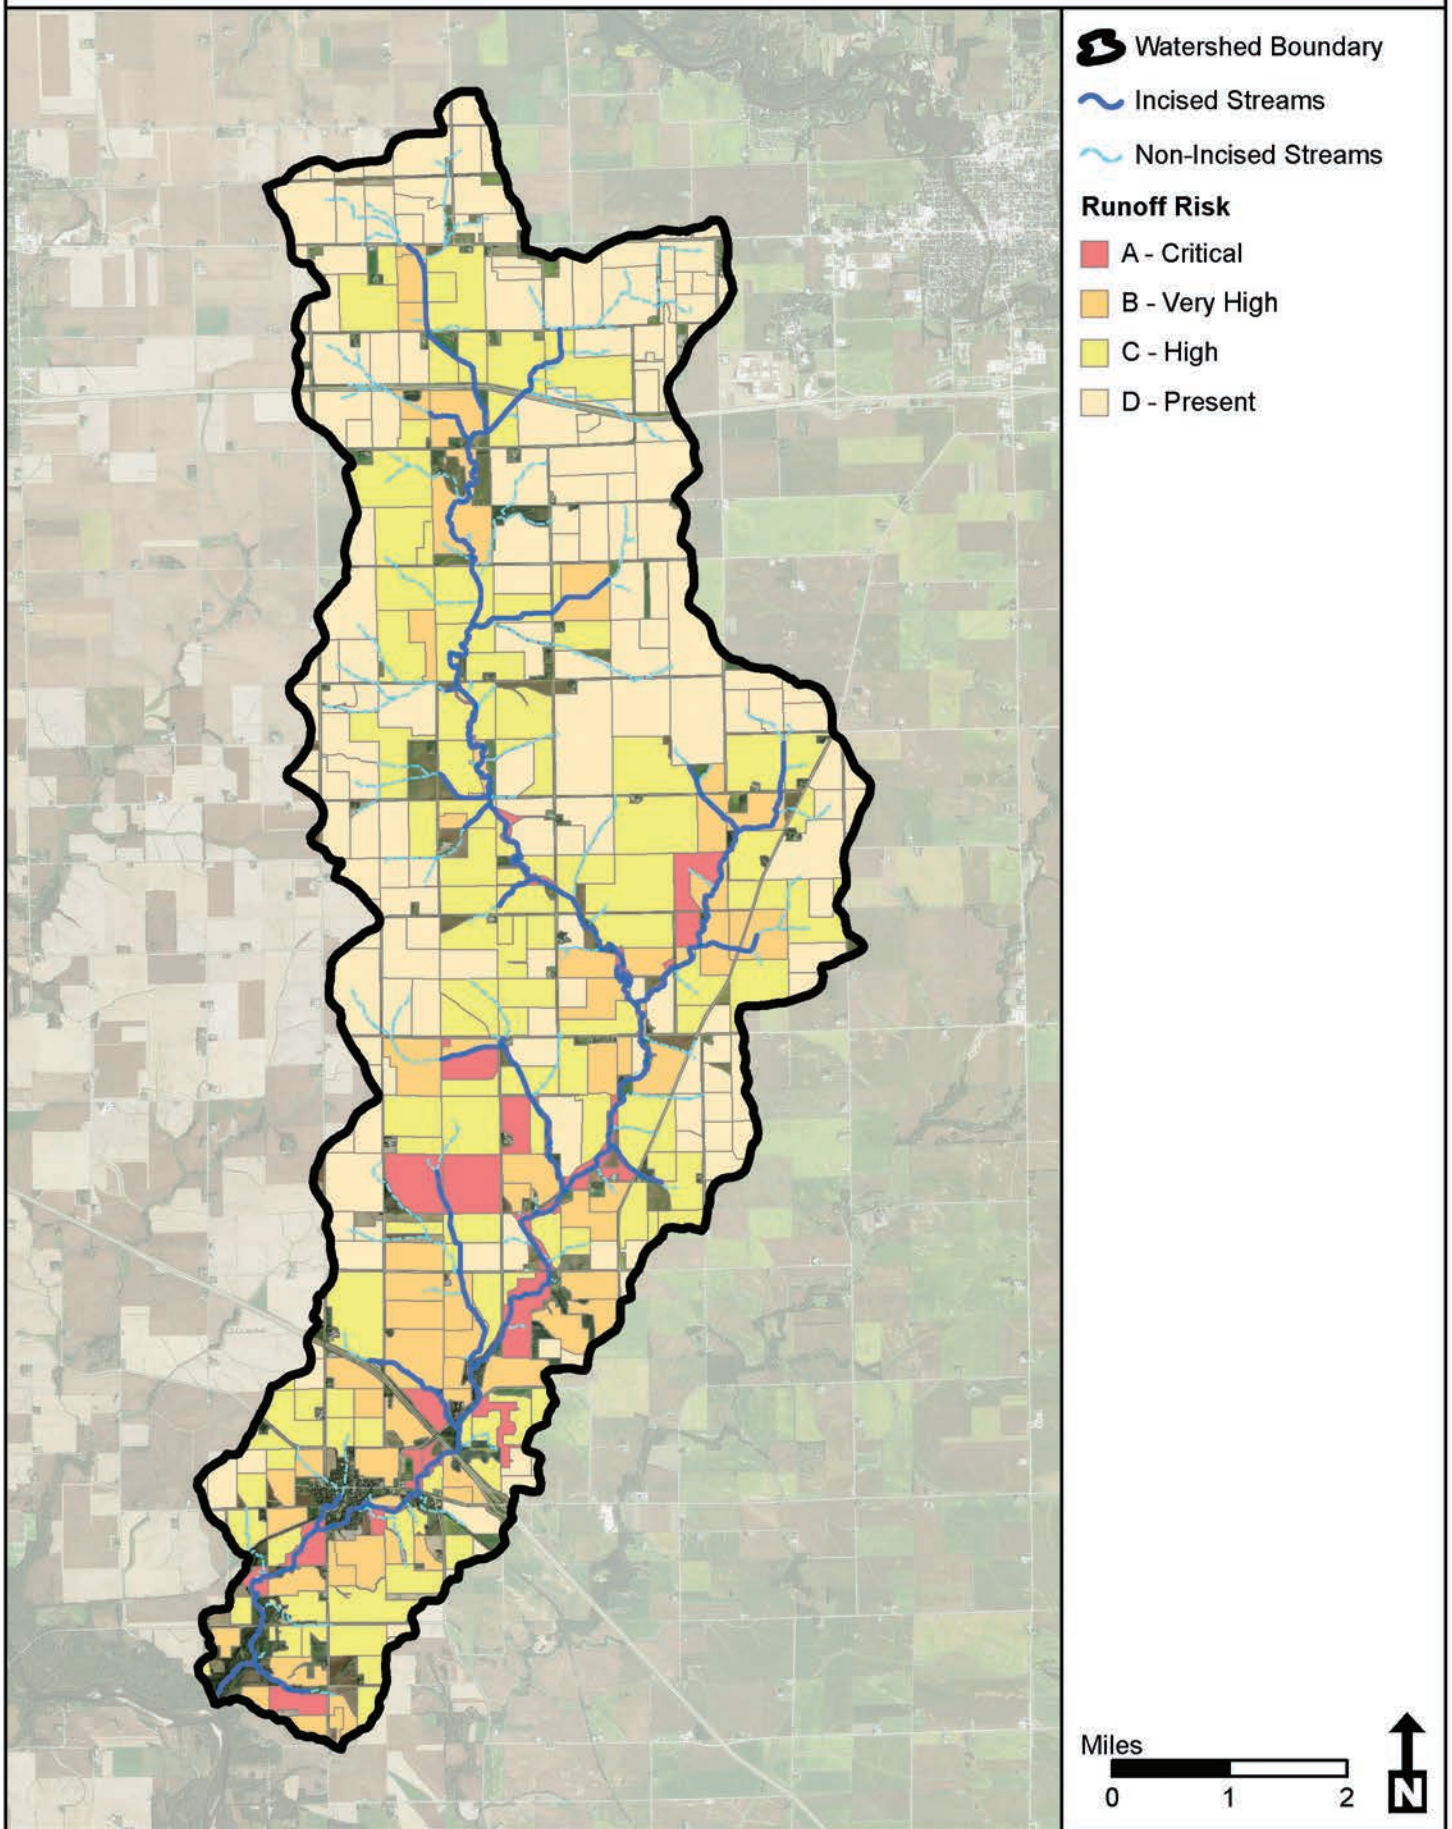 Watershed Boundary
Incised Streams
Non-Incised Streams
Runoff Risk
A - Critical
B - Very High
C - High
D - Present
Miles
0 1 2
N